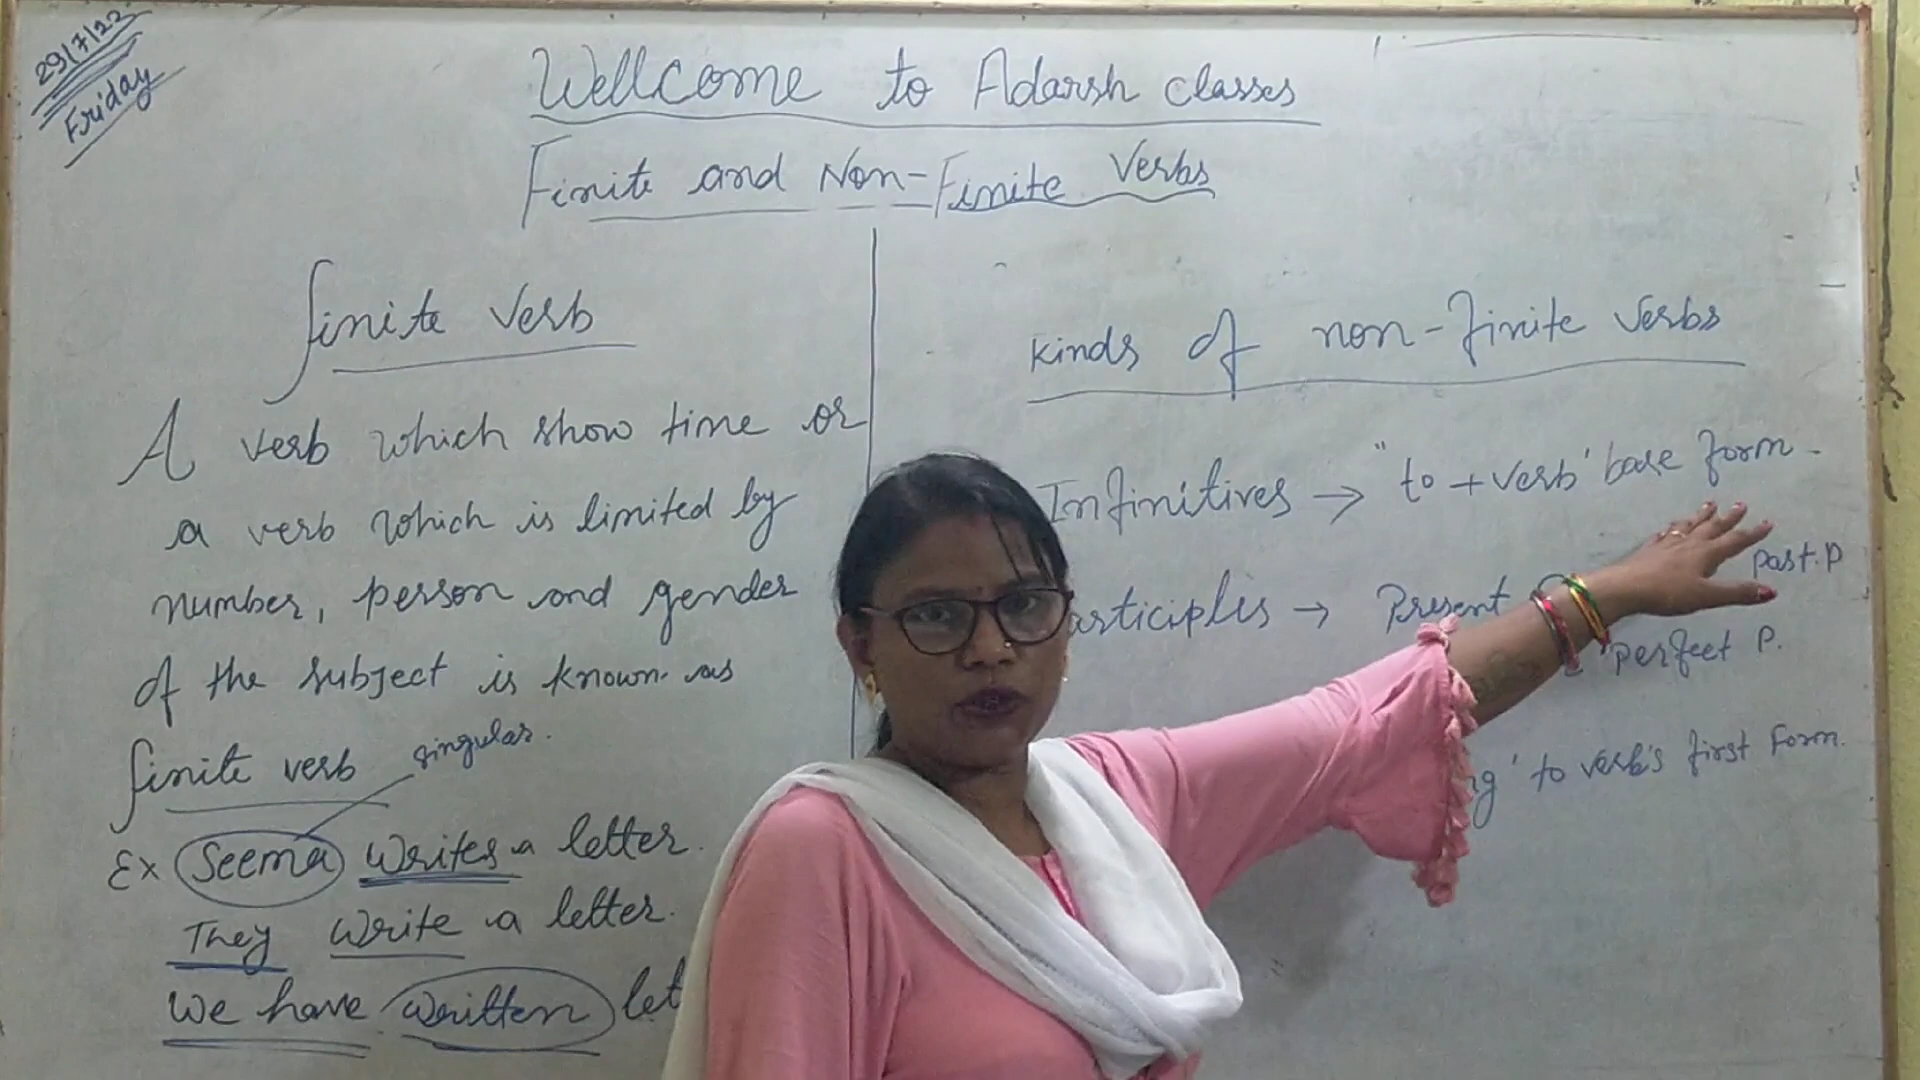 29/7/22
Friday
Wellcome to Adarsh classes
Finite and Non-Finite Verbs
finite verb
A verb which show time or
a verb which is limited by
number, person and gender
of the subject is known as
finite verb singular.
Ex Seema writes a letter.
They write a letter.
We have written let
Kinds of non-finite verbs
Infinitives → "to + verb' base form.
articiplis → Present past.p
perfect P.
ng' to verb's first Form.